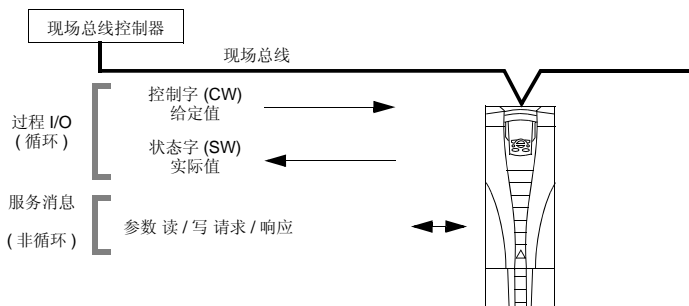 现场总线控制器
现场总线
过程 I/O
( 循环 )
控制字 (CW)
给定值
状态字 (SW)
实际值
服务消息
( 非循环 )
参数 读 / 写 请求 / 响应